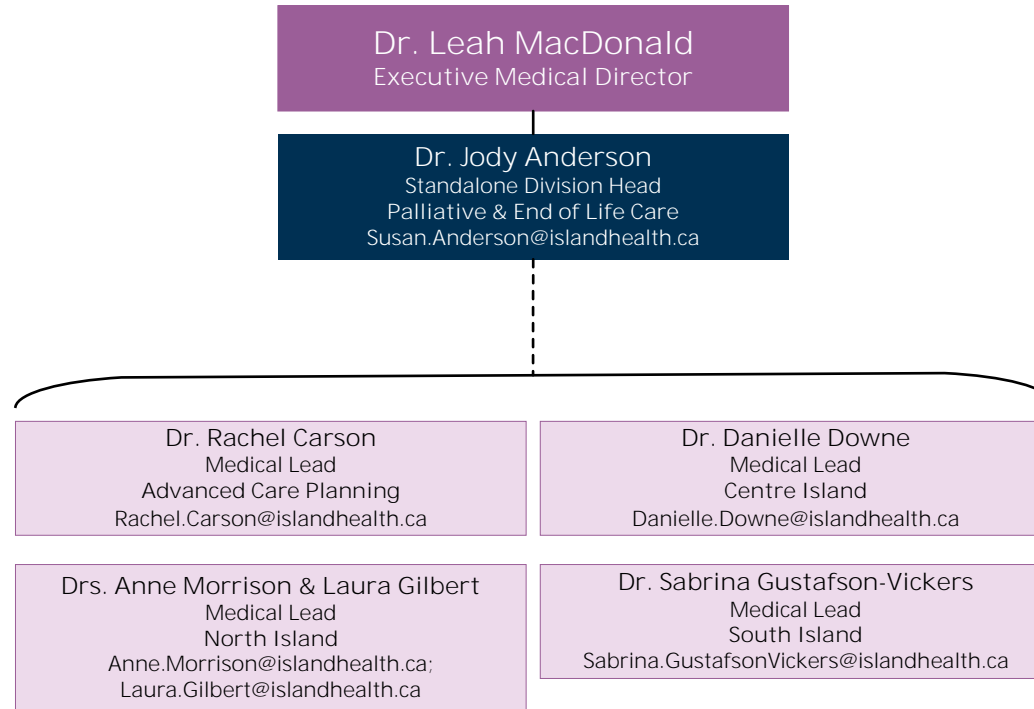 Dr. Leah MacDonald
Executive Medical Director
Dr. Jody Anderson
Standalone Division Head
Palliative & End of Life Care
Susan.Anderson@islandhealth.ca
Dr. Rachel Carson
Medical Lead
Advanced Care Planning
Rachel.Carson@islandhealth.ca
Dr. Danielle Downe
Medical Lead
Centre Island
Danielle.Downe@islandhealth.ca
Drs. Anne Morrison & Laura Gilbert
Medical Lead
North Island
Anne.Morrison@islandhealth.ca;
Laura.Gilbert@islandhealth.ca
Dr. Sabrina Gustafson-Vickers
Medical Lead
South Island
Sabrina.GustafsonVickers@islandhealth.ca